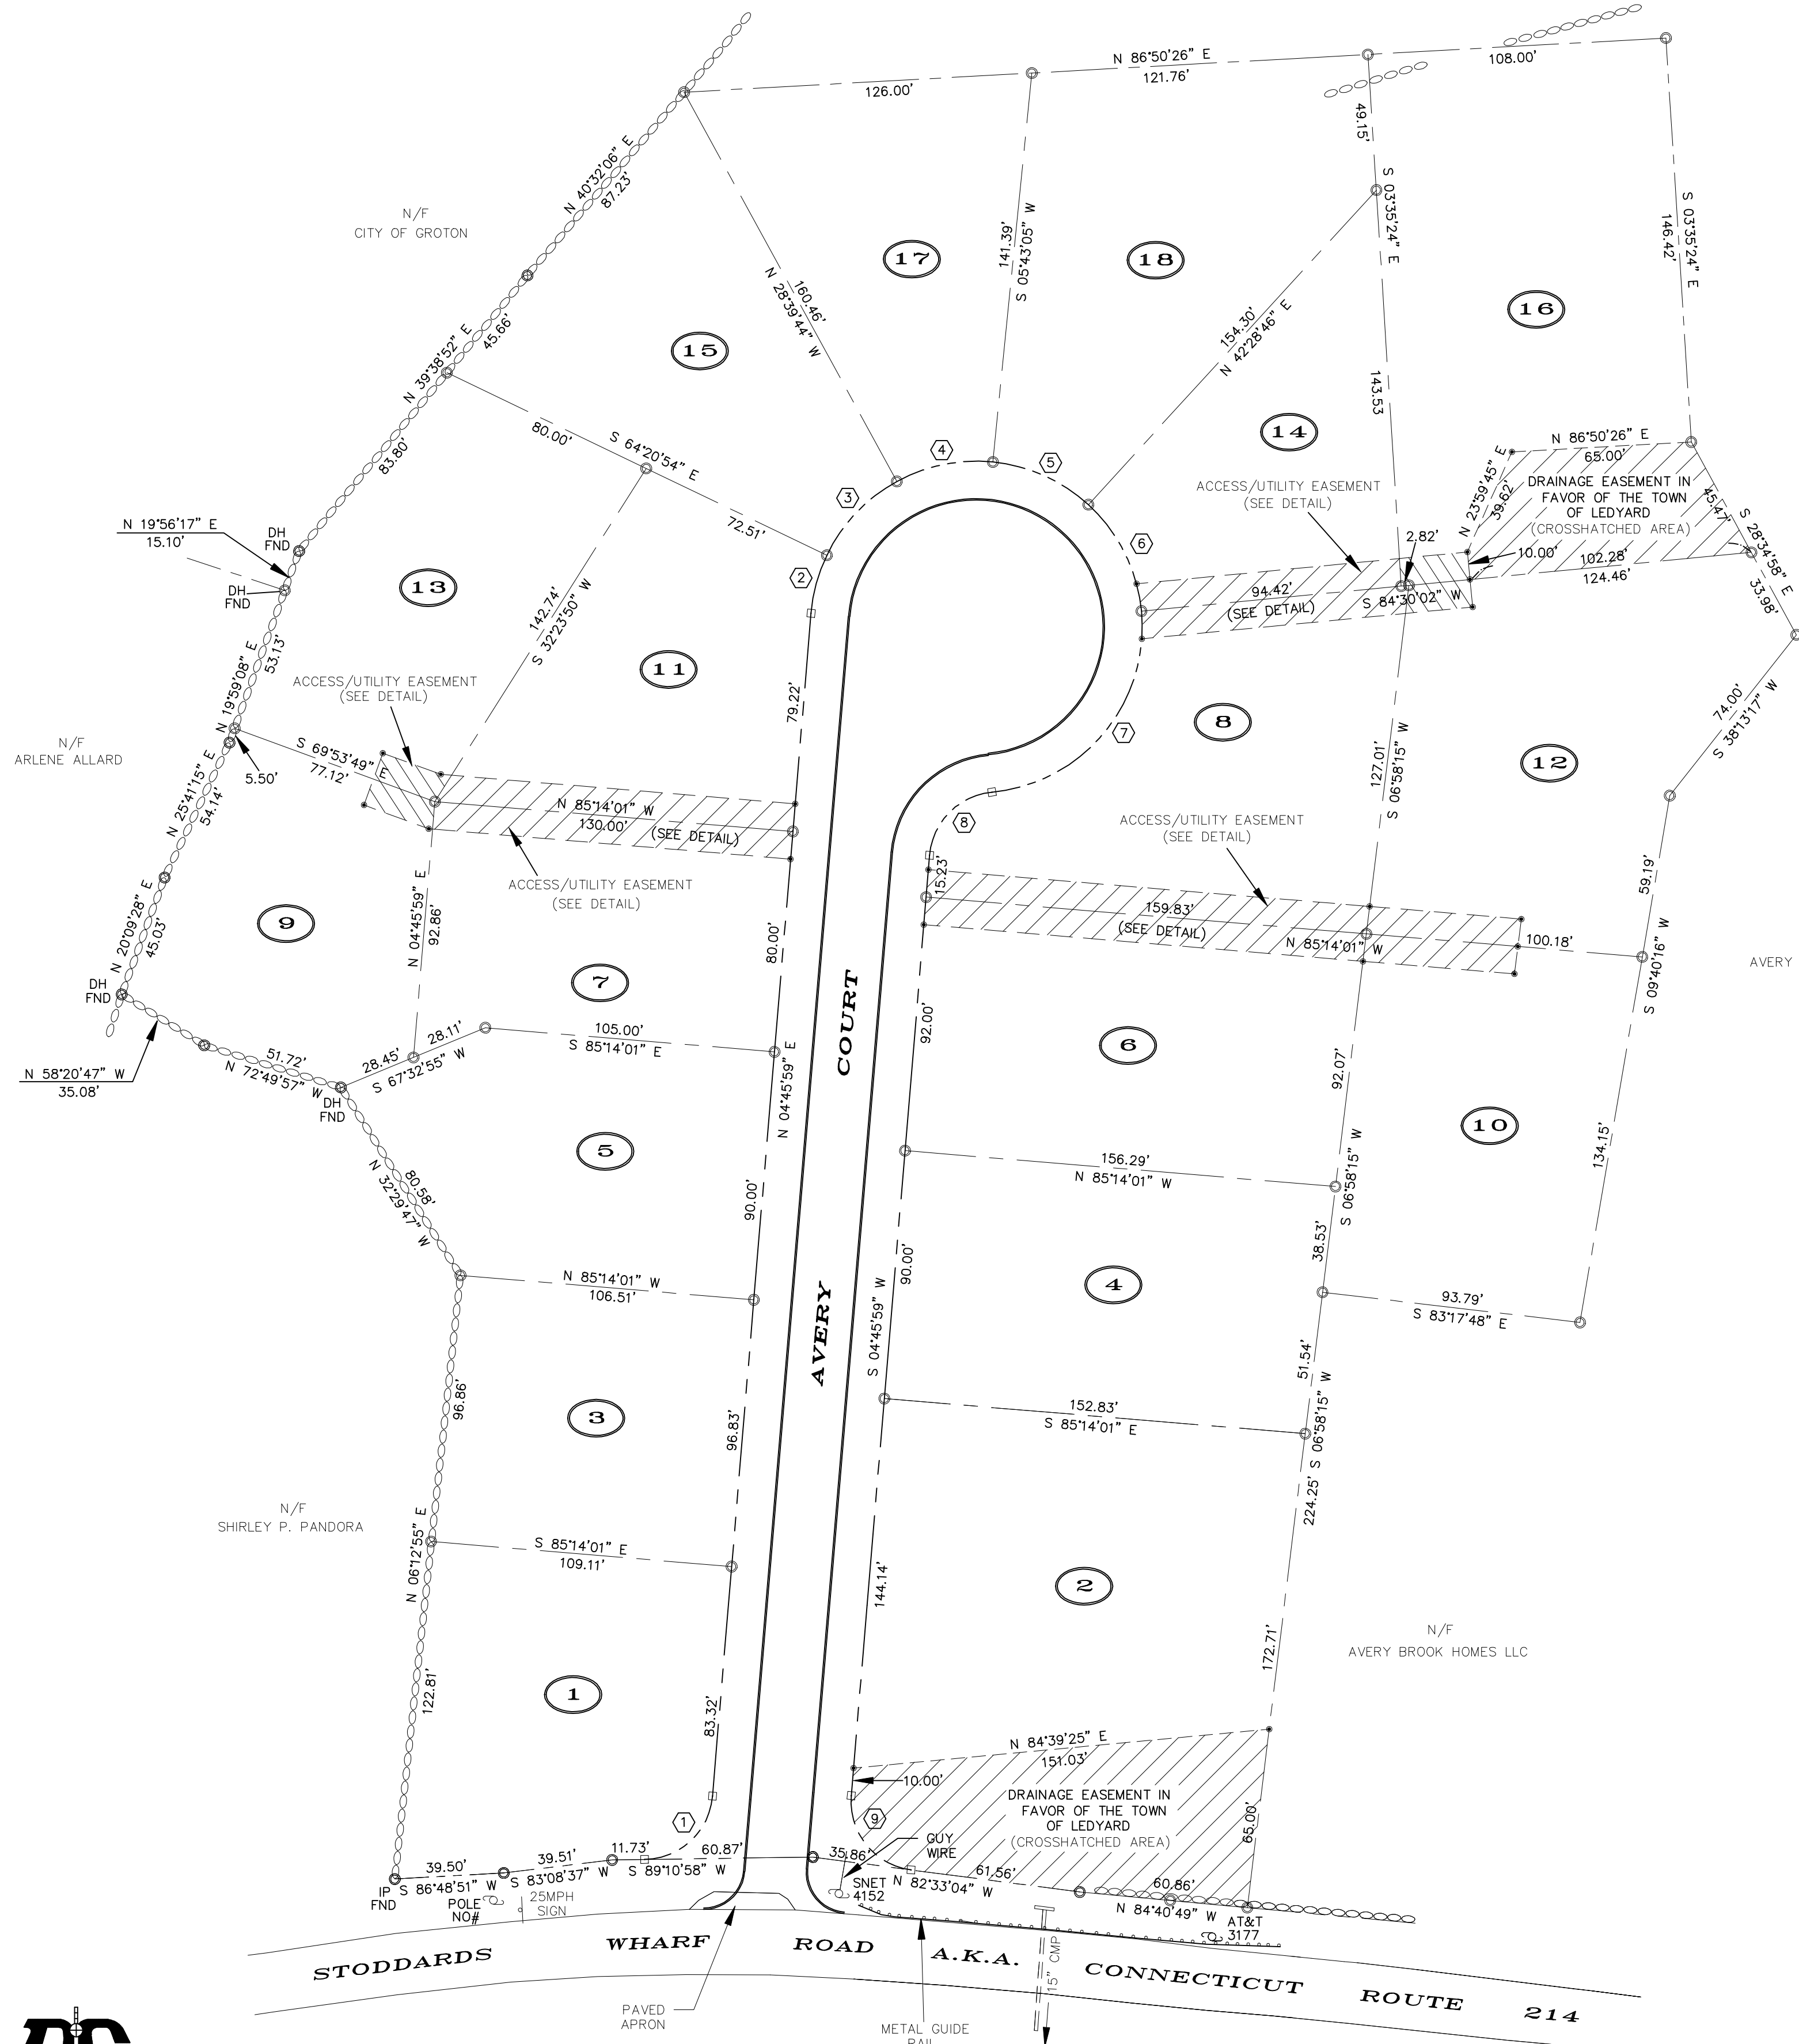 N 86°50'26" E
126.00'
121.76'
108.00'
49.15'
S 03°35'24" E
S 03°35'24" E
146.42'
N 40°32'06" E
87.23'
N/F
CITY OF GROTON
141.39'
S 05°43'05" W
17
18
160.46'
N 28°39'44" W
154.30'
N 42°28'46" E
16
15
N 39°38'52" E
45.66'
143.53
S 64°20'54" E
80.00'
72.51'
14
4
5
3
6
2
N 86°50'26" E
65.00'
N 23°59'45" E
39.62'
DRAINAGE EASEMENT IN
FAVOR OF THE TOWN
OF LEDYARD
(CROSSHATCHED AREA)
45.47'
S 28°34'58" E
33.98'
ACCESS/UTILITY EASEMENT
(SEE DETAIL)
2.82'
10.00'
102.28'
124.46'
94.42'
(SEE DETAIL)
S 84°30'02" W
83.80'
N 19°56'17" E
15.10'
DH
FND
DH
FND
13
142.74'
S 32°23'50" W
N 19°59'08" E
53.13'
11
79.22'
ACCESS/UTILITY EASEMENT
(SEE DETAIL)
8
7
74.00'
S 38°13'17" W
N/F
ARLENE ALLARD
S 69°53'49" E
77.12'
5.50'
127.01'
S 06°58'15" W
12
N 25°41'15" E
54.14'
N 85°14'01" W
130.00'
(SEE DETAIL)
8
ACCESS/UTILITY EASEMENT
(SEE DETAIL)
59.19'
ACCESS/UTILITY EASEMENT
(SEE DETAIL)
15.23'
159.83'
(SEE DETAIL)
N 85°14'01" W
100.18'
N 20°09'28" E
45.03'
9
N 04°45'59" E
92.86'
80.00'
S 09°40'16" W
AVERY
DH
FND
7
COURT
92.00'
6
105.00'
S 85°14'01" E
28.11'
28.45'
S 67°32'55" W
51.72'
N 72°49'57" W
N 58°20'47" W
35.08'
DH
FND
N 04°45'59" E
92.07'
10
134.15'
5
156.29'
N 85°14'01" W
S 06°58'15" W
80.58'
N 32°29'47" W
90.00'
38.53'
N 85°14'01" W
106.51'
90.00'
4
93.79'
S 83°17'48" E
S 04°45'59" W
AVERY
51.54'
96.86'
3
96.83'
152.83'
S 85°14'01" E
224.25' S 06°58'15" W
N/F
SHIRLEY P. PANDORA
N 06°12'55" E
S 85°14'01" E
109.11'
144.14'
2
172.71'
N/F
AVERY BROOK HOMES LLC
122.81'
1
83.32'
N 84°39'25" E
151.03'
10.00'
DRAINAGE EASEMENT IN
FAVOR OF THE TOWN
OF LEDYARD
(CROSSHATCHED AREA)
65.00'
1
9
GUY
WIRE
39.50'
39.51'
11.73'
60.87'
35.86'
61.56'
60.86'
S 86°48'51" W
S 83°08'37" W
S 89°10'58" W
N 82°33'04" W
N 84°40'49" W
IP
FND
POLE
NO#
25MPH
SIGN
SNET
4152
AT&T
3177
STODDARDS WHARF ROAD A.K.A. CONNECTICUT ROUTE 214
15" CMP
PAVED
APRON
METAL GUIDE
RAIL